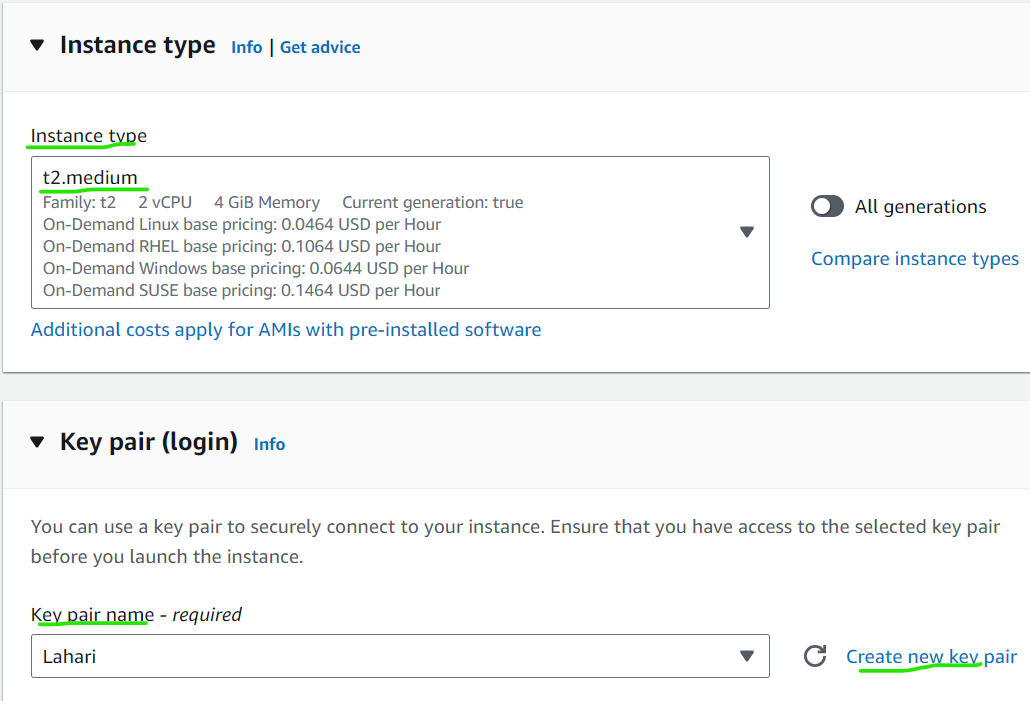 Instance type Info | Get advice
Instance type
t2.medium
Family: t2 2 vCPU 4 GiB Memory Current generation: true
On-Demand Linux base pricing: 0.0464 USD per Hour
On-Demand RHEL base pricing: 0.1064 USD per Hour
On-Demand Windows base pricing: 0.0644 USD per Hour
On-Demand SUSE base pricing: 0.1464 USD per Hour
All generations
Compare instance types
Additional costs apply for AMIs with pre-installed software
Key pair (login) Info
You can use a key pair to securely connect to your instance. Ensure that you have access to the selected key pair
before you launch the instance.
Key pair name - required
Lahari
Create new key pair